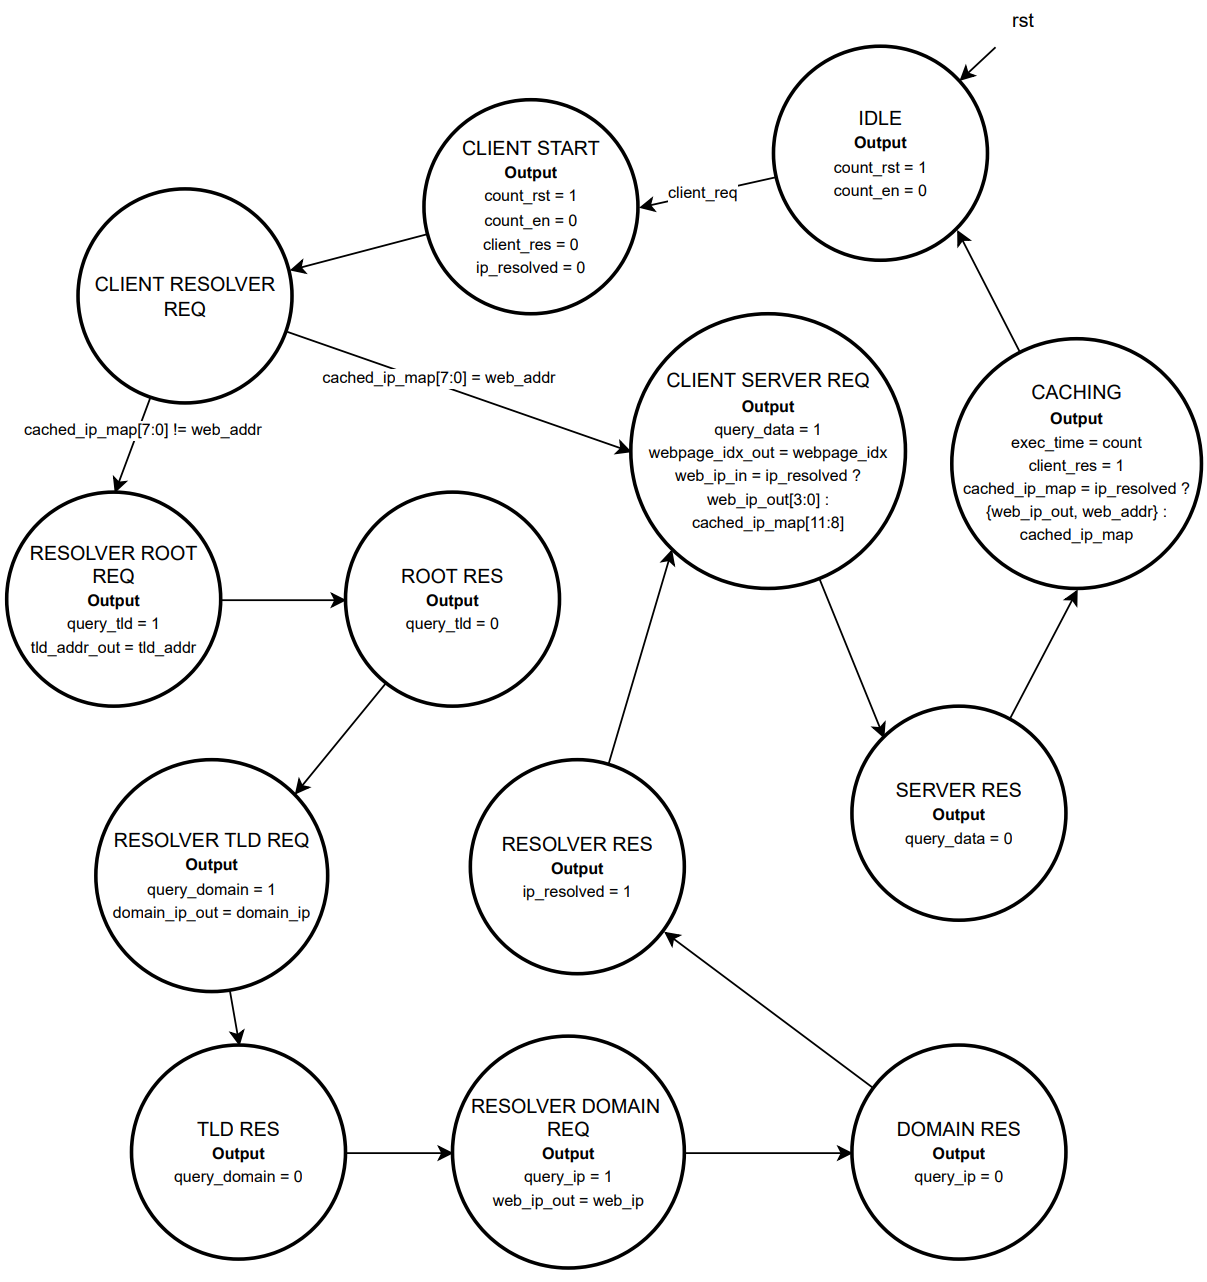 rst
IDLE
Output
count_rst = 1
count_en = 0
client_req
CLIENT START
Output
count_rst = 1
count_en = 0
client_res = 0
ip_resolved = 0
CLIENT RESOLVER
REQ
cached_ip_map[7:0] = web_addr
cached_ip_map[7:0] != web_addr
CLIENT SERVER REQ
Output
query_data = 1
webpage_idx_out = webpage_idx
web_ip_in = ip_resolved ?
web_ip_out[3:0] :
cached_ip_map[11:8]
CACHING
Output
exec_time = count
client_res = 1
cached_ip_map = ip_resolved ?
{web_ip_out, web_addr} :
cached_ip_map
RESOLVER ROOT
REQ
Output
query_tld = 1
tld_addr_out = tld_addr
ROOT RES
Output
query_tld = 0
RESOLVER TLD REQ
Output
query_domain = 1
domain_ip_out = domain_ip
RESOLVER RES
Output
ip_resolved = 1
SERVER RES
Output
query_data = 0
TLD RES
Output
query_domain = 0
RESOLVER DOMAIN
REQ
Output
query_ip = 1
web_ip_out = web_ip
DOMAIN RES
Output
query_ip = 0